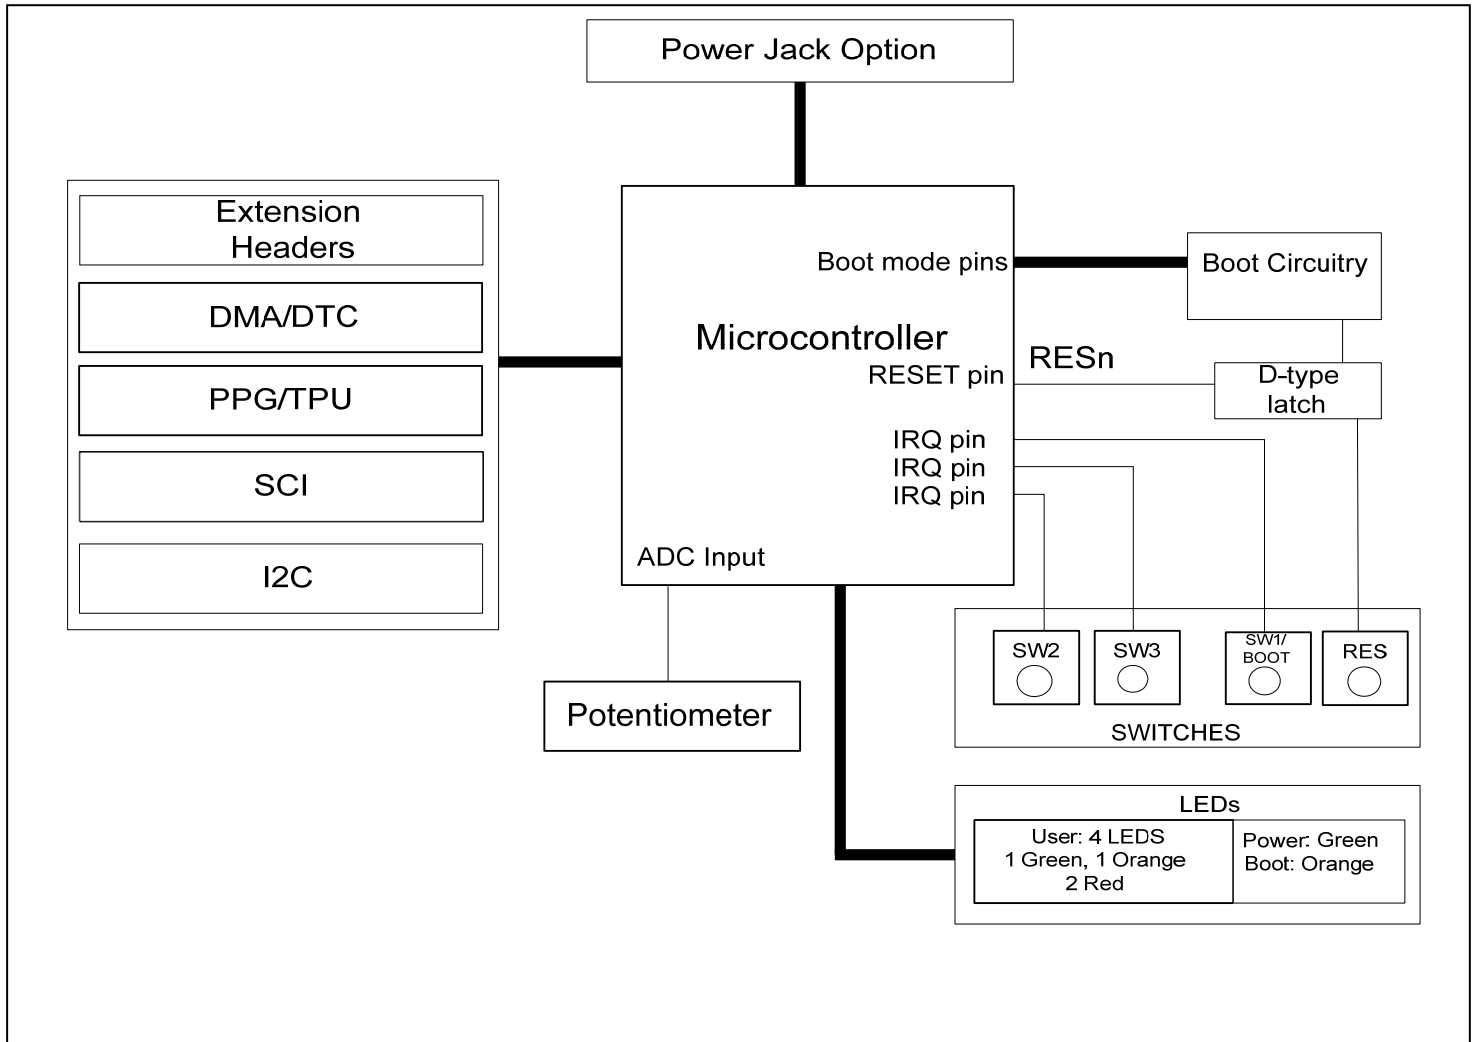 Power Jack Option
Extension
Headers
DMA/DTC
PPG/TPU
SCI
I2C
Boot mode pins
Microcontroller
RESET pin
IRQ pin
IRQ pin
IRQ pin
ADC Input
RESn
Boot Circuitry
D-type
latch
Potentiometer
SW2
SW3
SW1/
BOOT
RES
SWITCHES
LEDs
User: 4 LEDS
1 Green, 1 Orange
2 Red
Power: Green
Boot: Orange